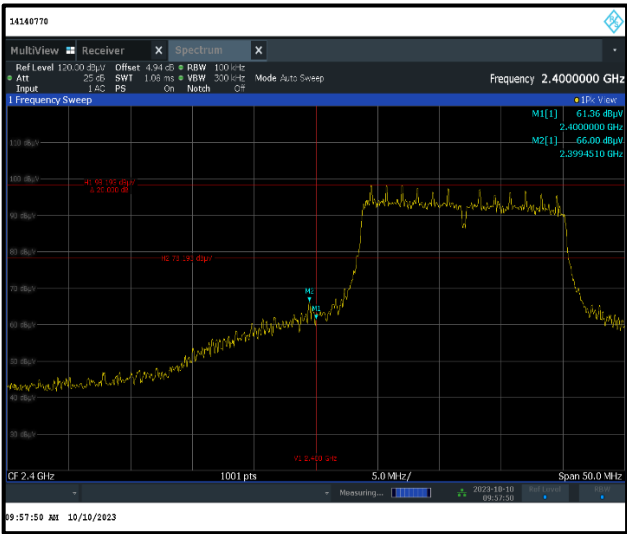 14140770
MultiView Receiver X Spectrum X
Ref Level 120.00 dBµV Offset 4.94 dB RBW 100 kHz
Att 25 dB SWT 1.08 ms VBW 300 kHz Mode Auto Sweep Frequency 2.4000000 GHz
Input 1 AC PS On Notch Off
1 Frequency Sweep 1Pk View
M1[1] 61.36 dBµV
2.4000000 GHz
M2[1] 66.00 dBµV
2.3994510 GHz
110 dBµV
100 dBµV
90 dBµV
80 dBµV
70 dBµV
M2
M1
60 dBµV
50 dBµV
40 dBµV
30 dBµV
CF 2.4 GHz 1001 pts 5.0 MHz/ Span 50.0 MHz
Measuring... 2023-10-10 Ref Level RBW
09:57:50
09:57:50 AM 10/10/2023